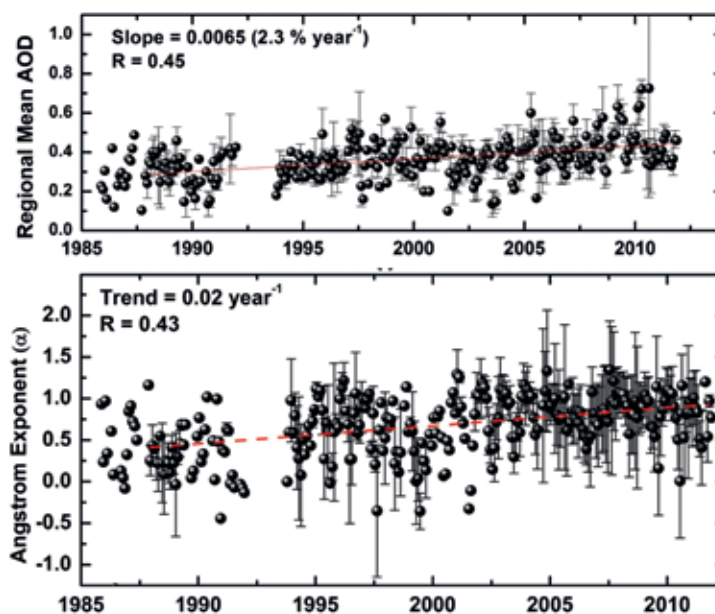 Slope = 0.0065 (2.3 % year⁻¹)
R = 0.45
Regional Mean AOD
1.0
0.8
0.6
0.4
0.2
0.0
1985 1990 1995 2000 2005 2010
Trend = 0.02 year⁻¹
R = 0.43
Angstrom Exponent (α)
2.0
1.5
1.0
0.5
0.0
-0.5
-1.0
1985 1990 1995 2000 2005 2010